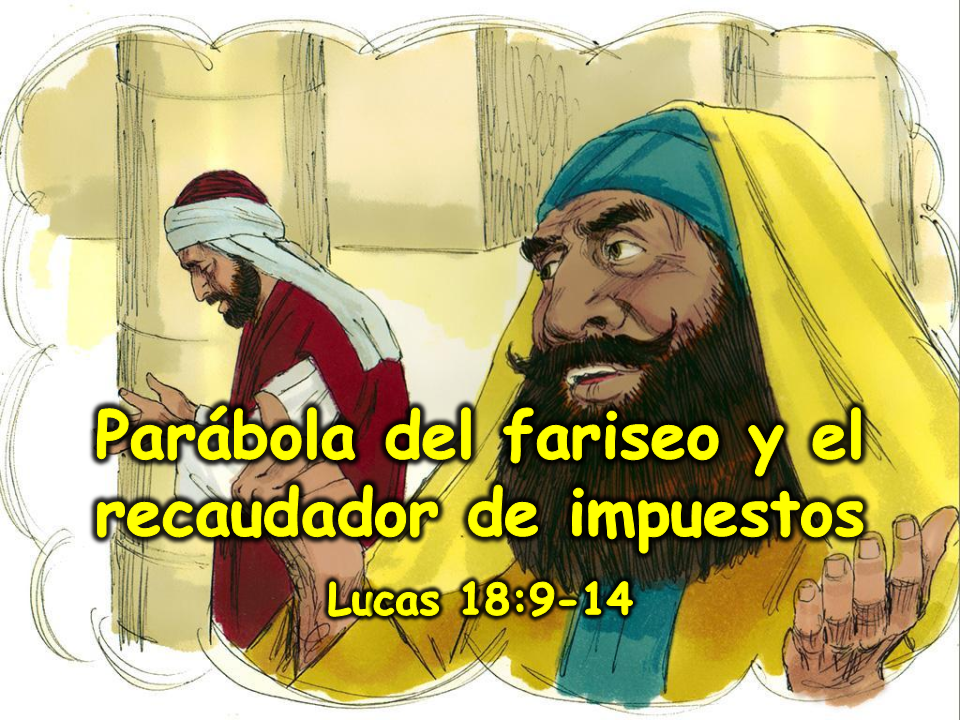 Parábola del fariseo y el
recaudador de impuestos
Lucas 18:9-14